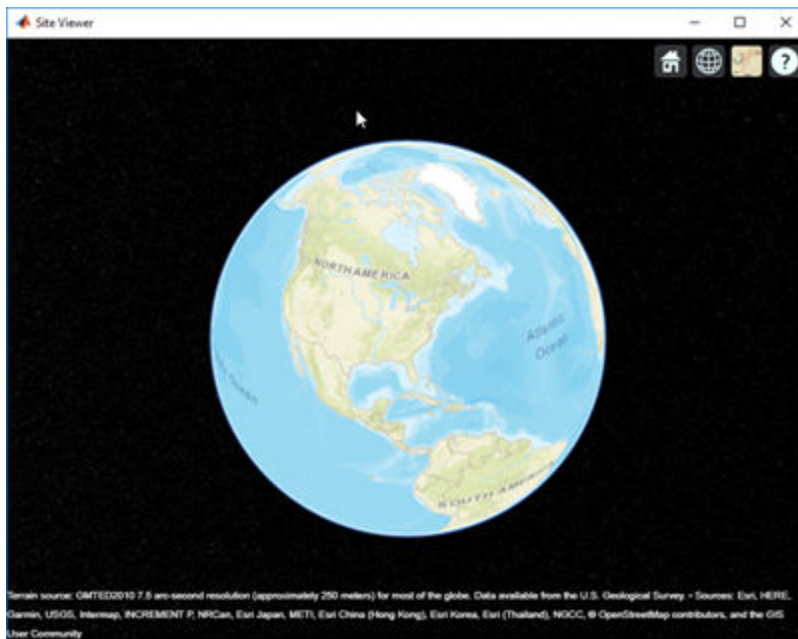 Site Viewer
?
NORTH AMERICA
Atlantic
Ocean
SOUTH AMERICA
Terrain source: GMTED2010 7.5 arc-second resolution (approximately 250 meters) for most of the globe. Data available from the U.S. Geological Survey. • Sources: Esri, HERE,
Garmin, USGS, Intermap, INCREMENT P, NRCan, Esri Japan, METI, Esri China (Hong Kong), Esri Korea, Esri (Thailand), NGCC, © OpenStreetMap contributors, and the GIS
User Community